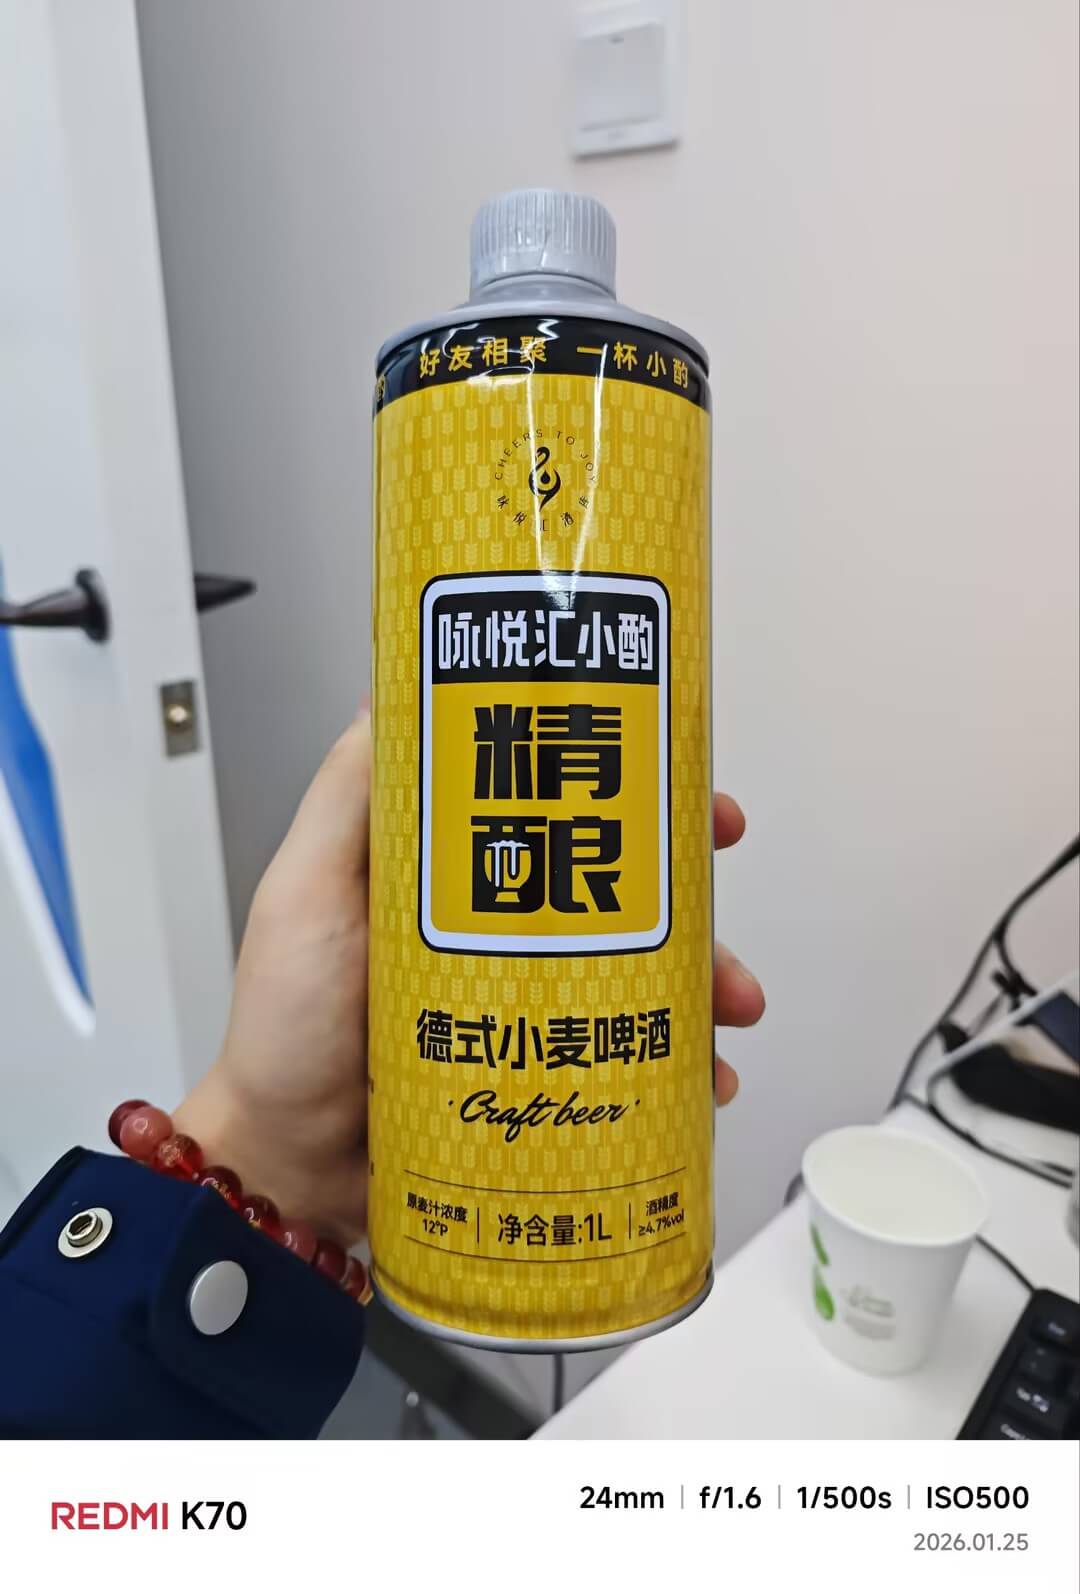 好友相聚 一杯小酌
CHEERS TO JOY
咏悦汇小酌
精
酿
德式小麦啤酒
·Craft beer·
原麦汁浓度
12°P
净含量:1L
酒精度
≥4.7%vol
REDMI K70
24mm | f/1.6 | 1/500s | ISO500
2026.01.25